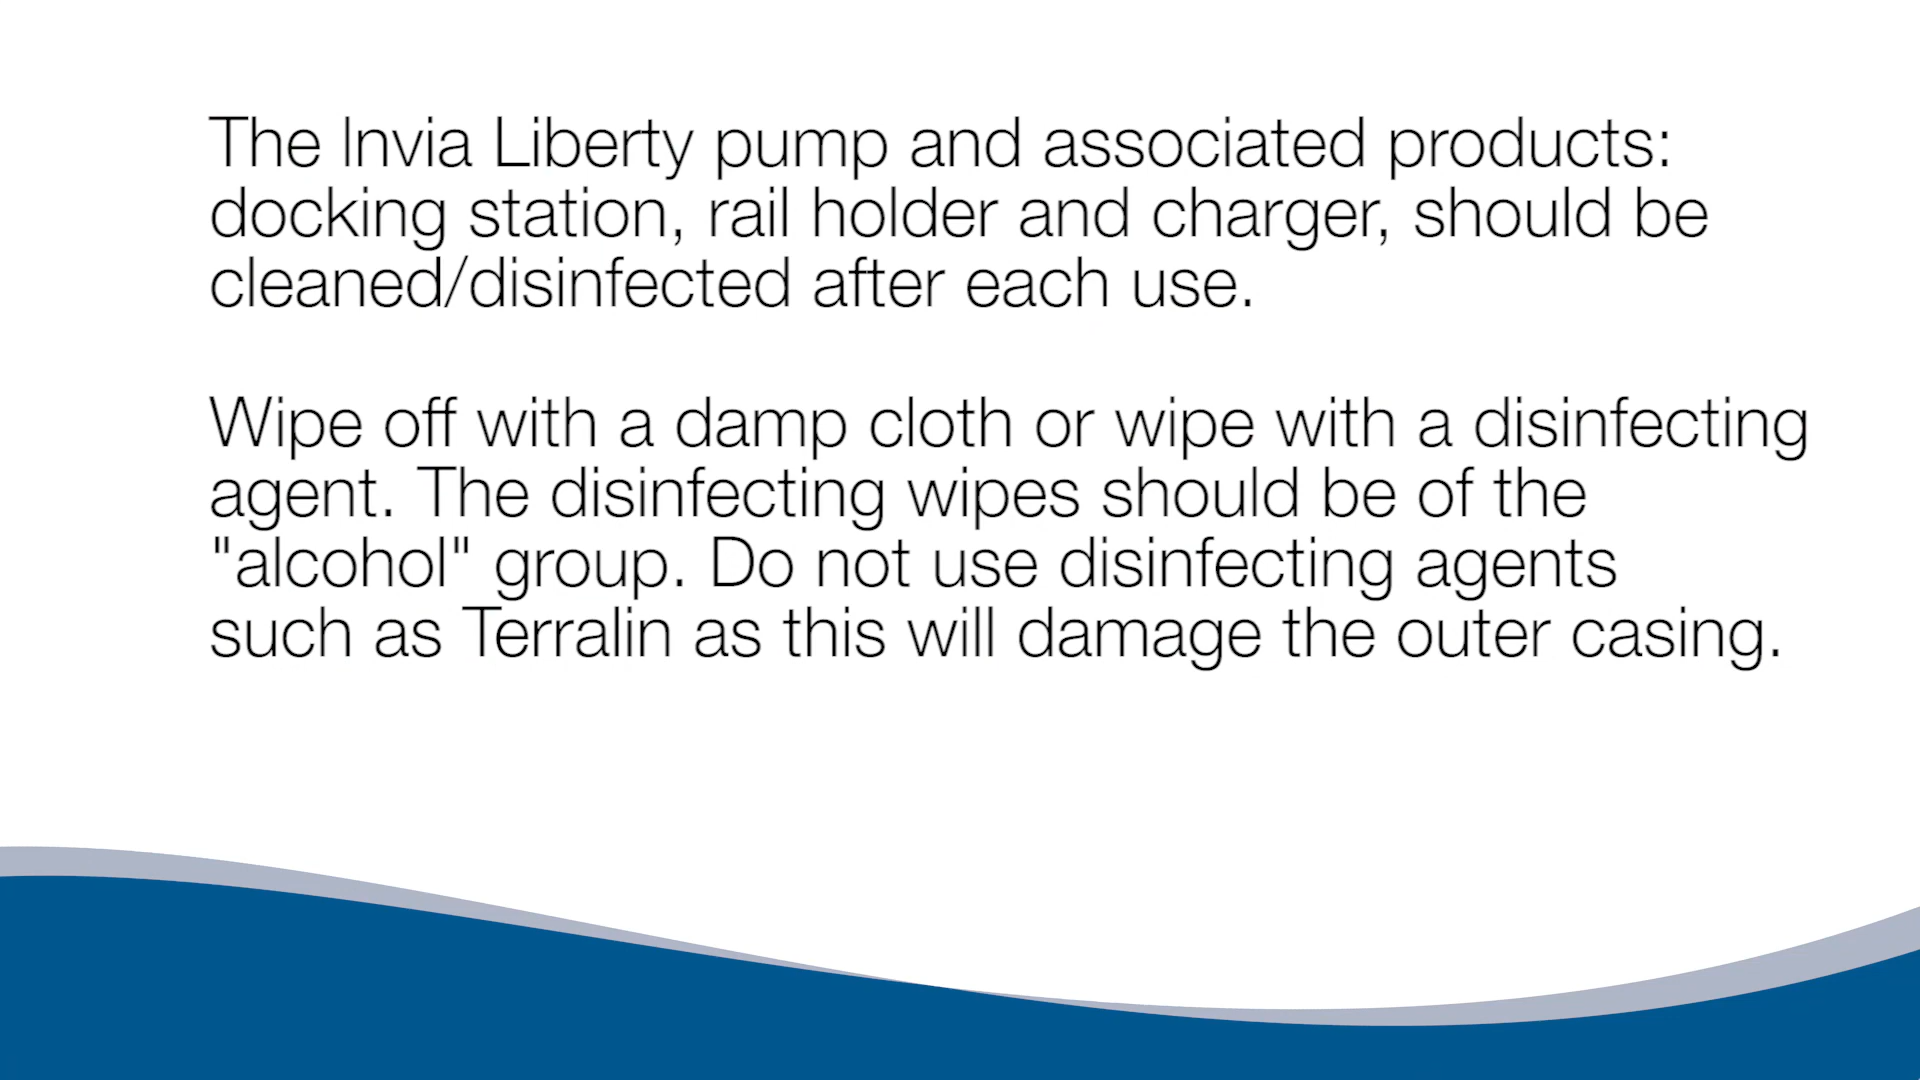 The Invia Liberty pump and associated products:
docking station, rail holder and charger, should be
cleaned/disinfected after each use.
Wipe off with a damp cloth or wipe with a disinfecting
agent. The disinfecting wipes should be of the
"alcohol" group. Do not use disinfecting agents
such as Terralin as this will damage the outer casing.